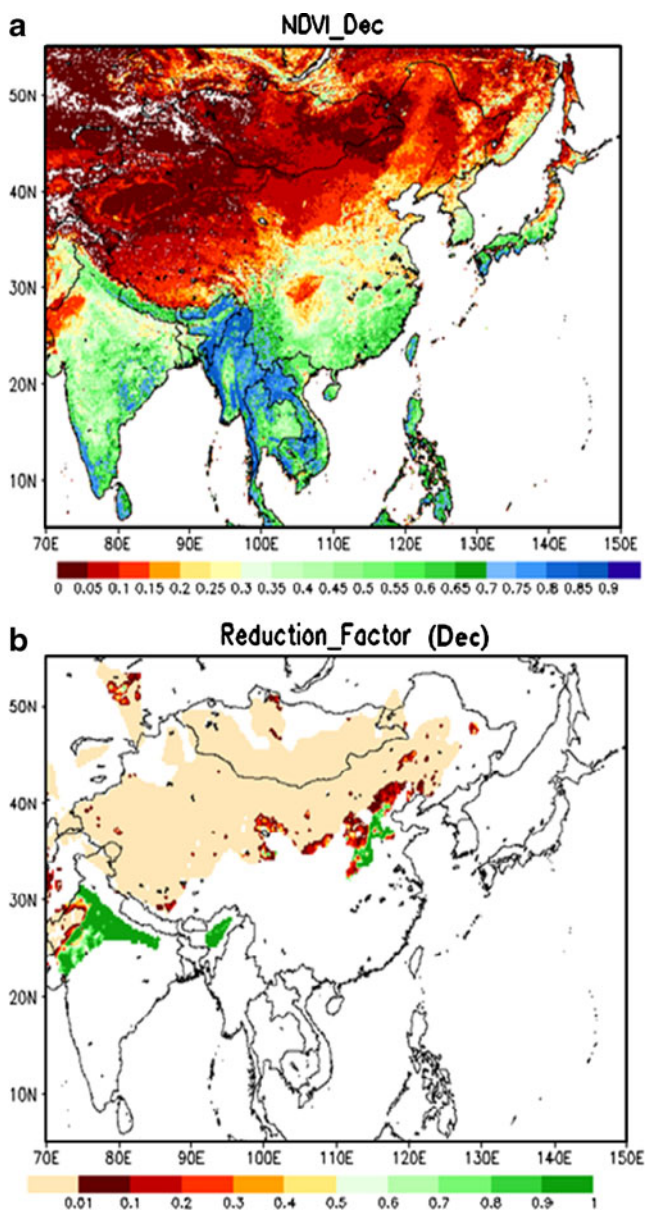 a
NDVI_Dec
50N
40N
30N
20N
10N
70E 80E 90E 100E 110E 120E 130E 140E 150E
0 0.05 0.1 0.15 0.2 0.25 0.3 0.35 0.4 0.45 0.5 0.55 0.6 0.65 0.7 0.75 0.8 0.85 0.9
b
Reduction_Factor (Dec)
50N
40N
30N
20N
10N
70E 80E 90E 100E 110E 120E 130E 140E 150E
0.01 0.1 0.2 0.3 0.4 0.5 0.6 0.7 0.8 0.9 1